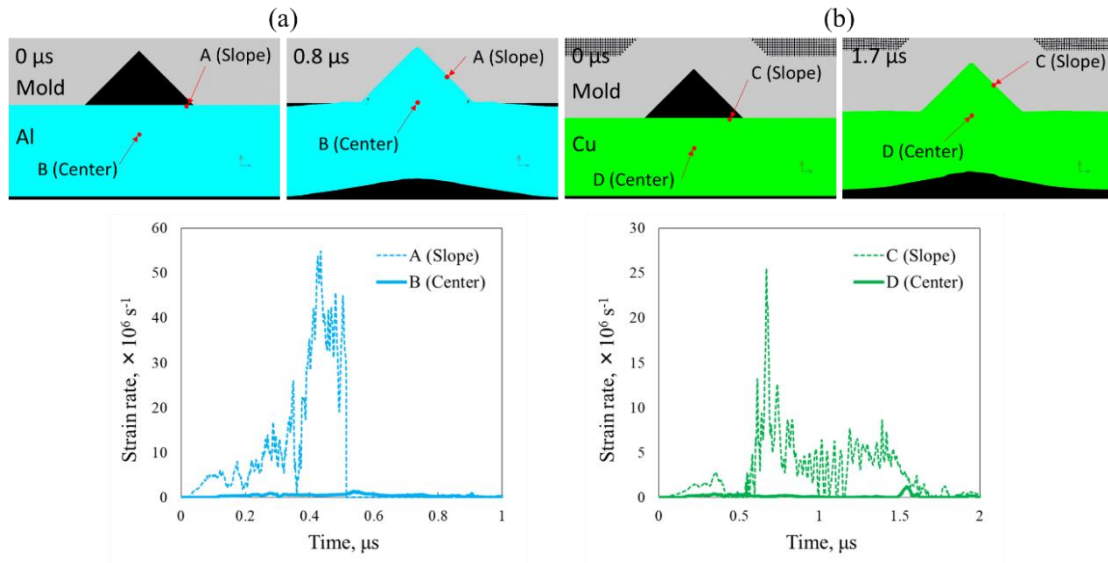 (a)
(b)
0 μs
A (Slope)
Mold
Al
B (Center)
0.8 μs
A (Slope)
B (Center)
0 μs
Mold
C (Slope)
Cu
D (Center)
1.7 μs
C (Slope)
D (Center)
60
50
40
30
20
10
0
Strain rate, ×10⁶ s⁻¹
A (Slope)
B (Center)
0
0.2
0.4
0.6
0.8
1
Time, μs
30
25
20
15
10
5
0
Strain rate, ×10⁶ s⁻¹
C (Slope)
D (Center)
0
0.5
1
1.5
2
Time, μs